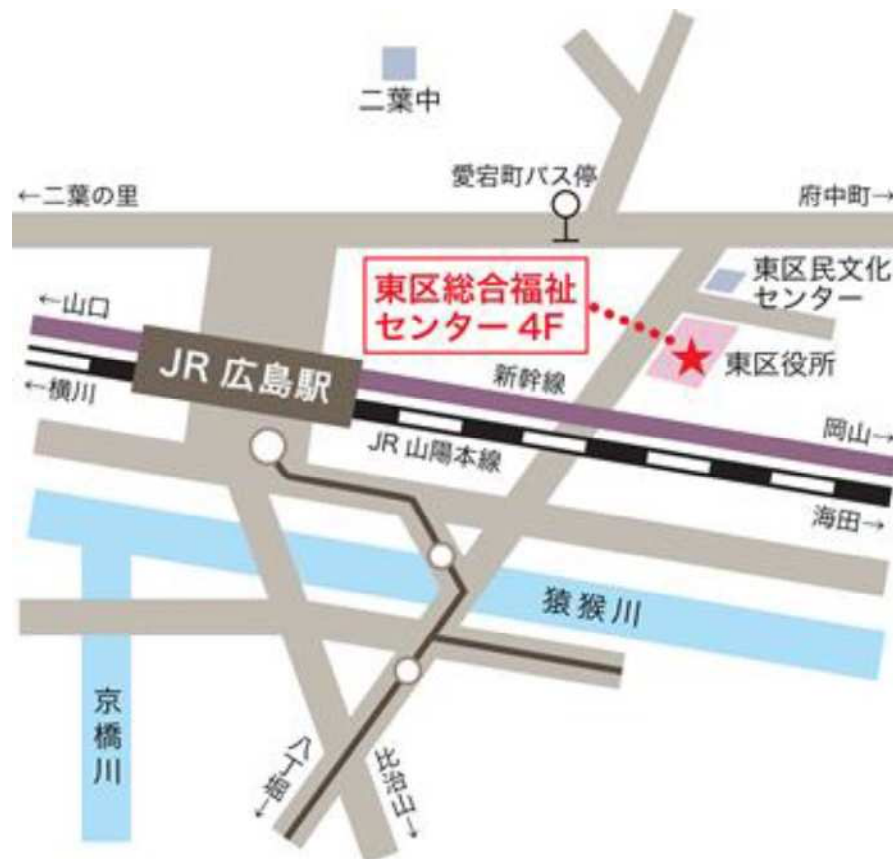 二葉中
愛宕町バス停
←二葉の里
府中町→
東区民文化
センター
東区総合福祉
センター 4F
←山口
JR 広島駅
新幹線
東区役所
←横川
JR 山陽本線
岡山→
海田→
猿猴川
京橋川
八丁堀→
比治山→